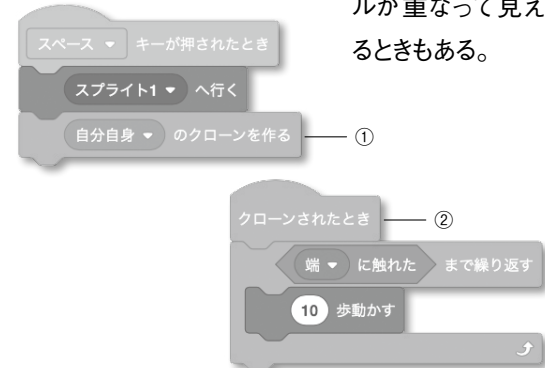 ルが重なって見え
るときもある。
スペース キーが押されたとき
スプライト1 へ行く
自分自身 のクローンを作る ①
クローンされたとき ②
端 に触れた まで繰り返す
10 歩動かす